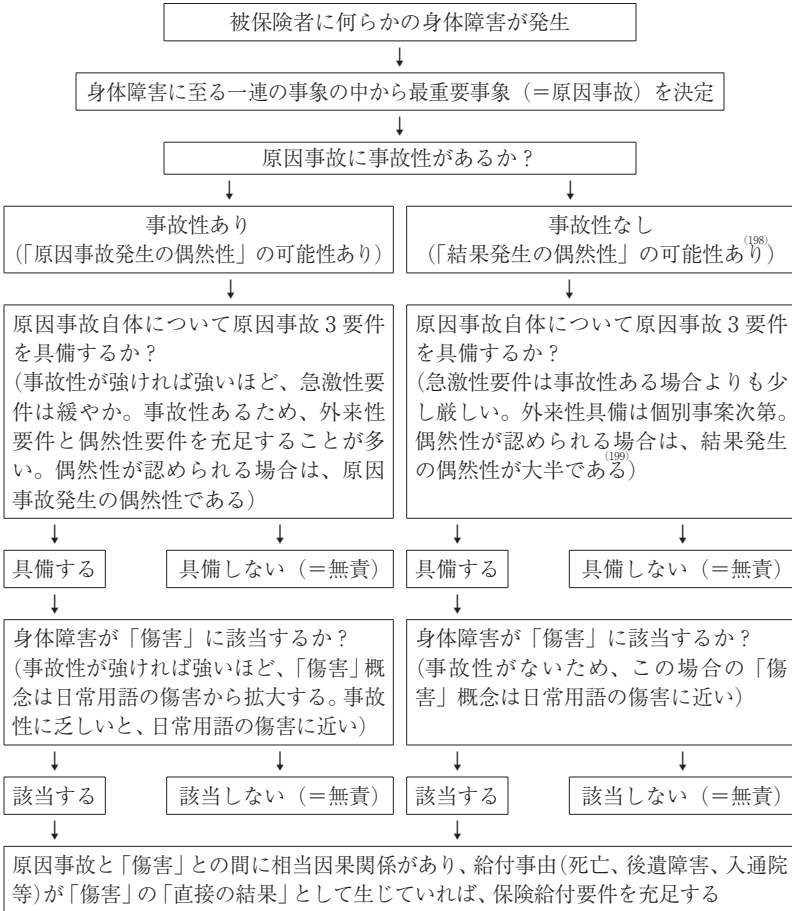 被保険者に何らかの身体障害が発生
↓
身体障害に至る一連の事象の中から最重要事象（＝原因事故）を決定
↓
原因事故に事故性があるか？
↓
↓
事故性あり
(「原因事故発生の偶然性」の可能性あり)
事故性なし
(「結果発生の偶然性」の可能性あり(198))
↓
↓
原因事故自体について原因事故３要件
を具備するか？
(事故性が強ければ強いほど、急激性要
件は緩やか。事故性あるため、外来性
要件と偶然性要件を充足することが多
い。偶然性が認められる場合は、原因
事故発生の偶然性である)
原因事故自体について原因事故３要件
を具備するか？
(急激性要件は事故性ある場合よりも少
し厳しい。外来性具備は個別事案次第。
偶然性が認められる場合は、結果発生
の偶然性が大半である(199))
↓
↓
↓
↓
具備する
具備しない（＝無責）
具備する
具備しない（＝無責）
↓
↓
身体障害が「傷害」に該当するか？
(事故性が強ければ強いほど、「傷害」概
念は日常用語の傷害から拡大する。事故
性に乏しいと、日常用語の傷害に近い)
身体障害が「傷害」に該当するか？
(事故性がないため、この場合の「傷
害」概念は日常用語の傷害に近い)
↓
↓
↓
↓
該当する
該当しない（＝無責）
該当する
該当しない（＝無責）
↓
↓
原因事故と「傷害」との間に相当因果関係があり、給付事由(死亡、後遺障害、入通院
等)が「傷害」の「直接の結果」として生じていれば、保険給付要件を充足する